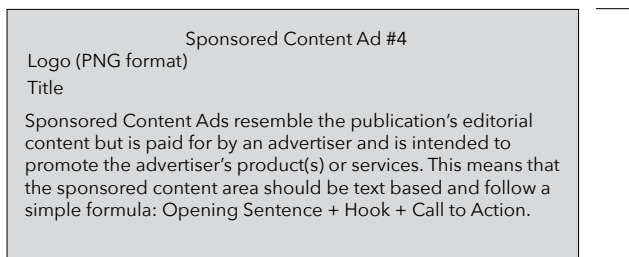 Sponsored Content Ad #4
Logo (PNG format)
Title
Sponsored Content Ads resemble the publication's editorial
content but is paid for by an advertiser and is intended to
promote the advertiser's product(s) or services. This means that
the sponsored content area should be text based and follow a
simple formula: Opening Sentence + Hook + Call to Action.